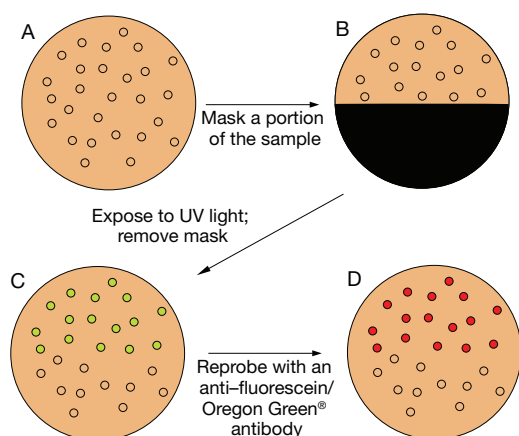 A
B
Mask a portion
of the sample
Expose to UV light;
remove mask
C
D
Reprobe with an
anti–fluorescein/
Oregon Green®
antibody